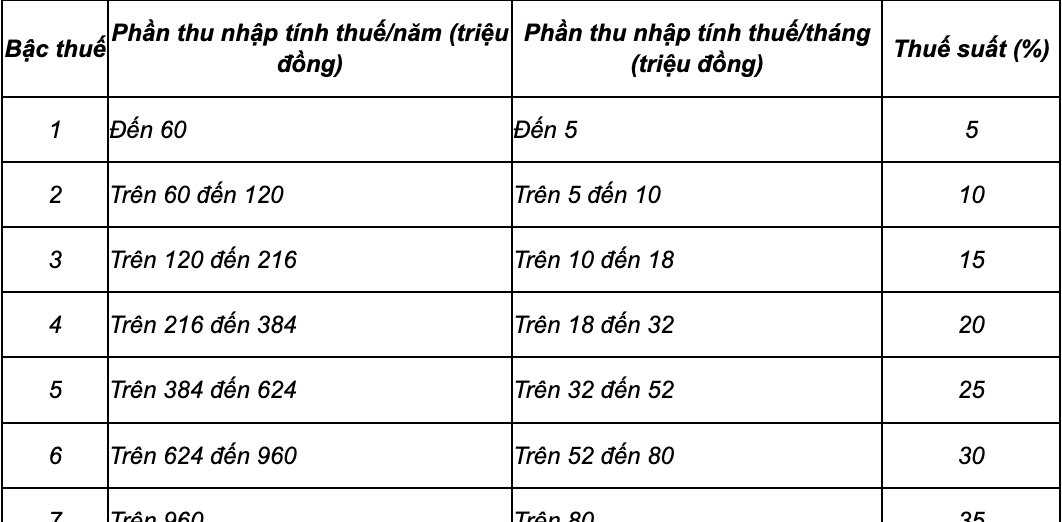 Bậc thuế Phần thu nhập tính thuế/năm (triệu đồng) Phần thu nhập tính thuế/tháng (triệu đồng) Thuế suất (%)
1 Đến 60 Đến 5 5
2 Trên 60 đến 120 Trên 5 đến 10 10
3 Trên 120 đến 216 Trên 10 đến 18 15
4 Trên 216 đến 384 Trên 18 đến 32 20
5 Trên 384 đến 624 Trên 32 đến 52 25
6 Trên 624 đến 960 Trên 52 đến 80 30
7 Trên 960 Trên 80 35